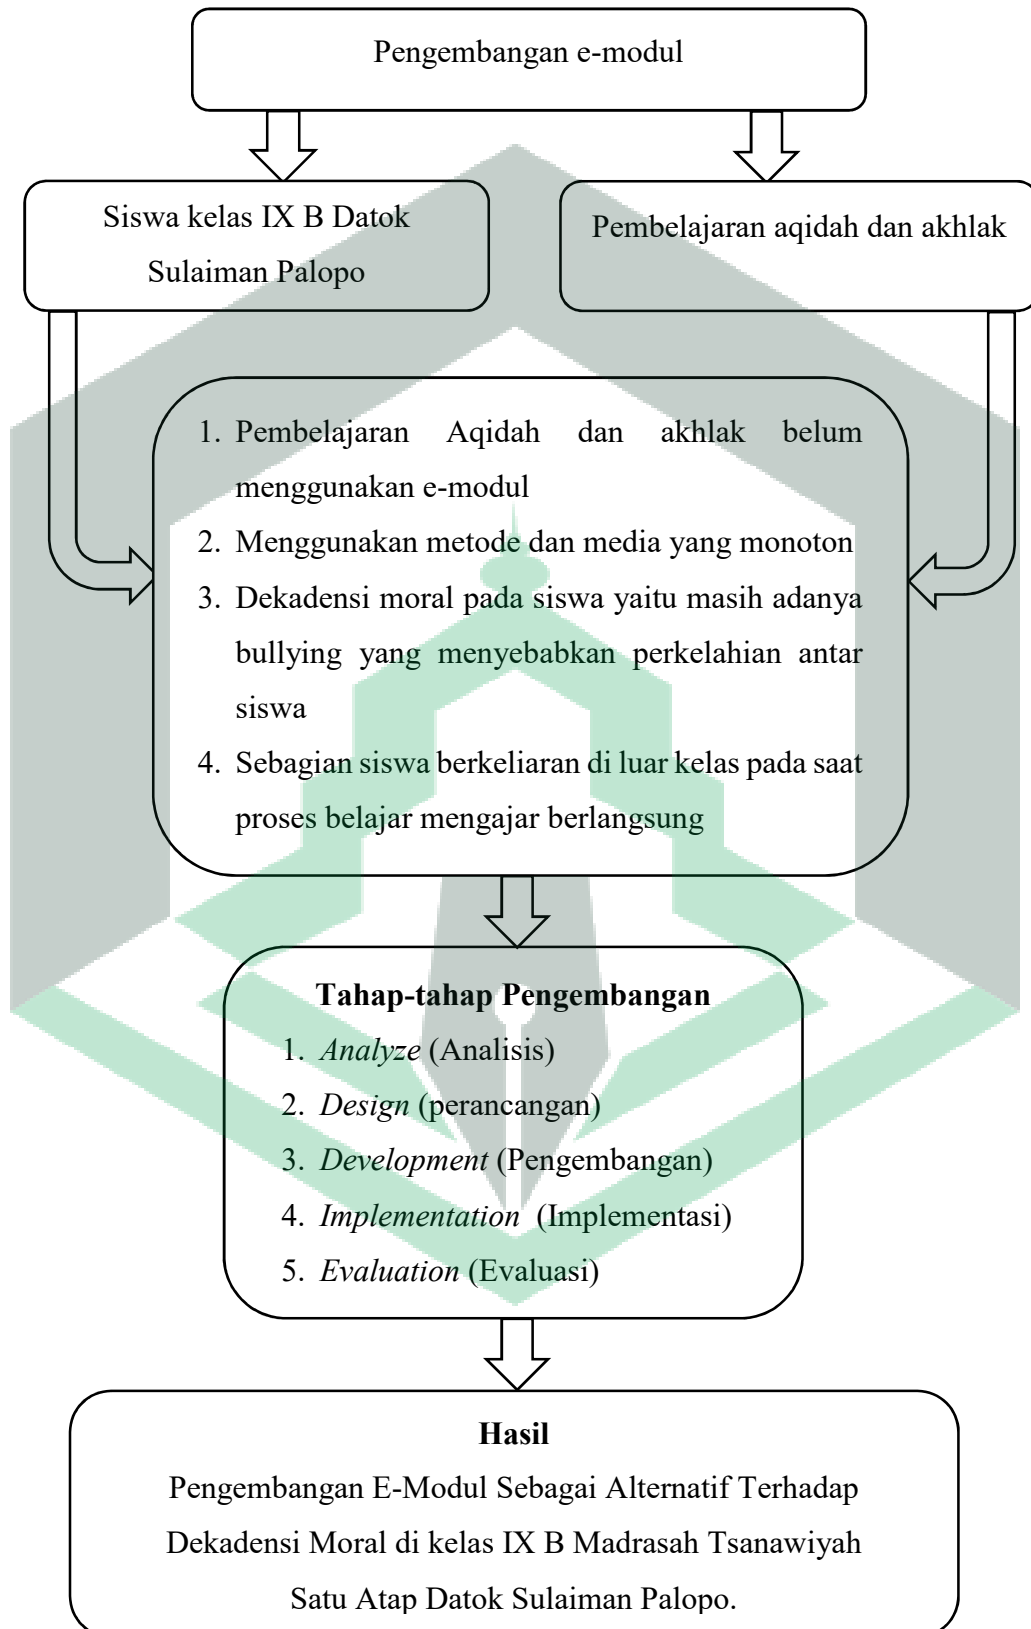 Pengembangan e-modul
Siswa kelas IX B Datok
Sulaiman Palopo
Pembelajaran aqidah dan akhlak
1. Pembelajaran Aqidah dan akhlak belum
menggunakan e-modul
2. Menggunakan metode dan media yang monoton
3. Dekadensi moral pada siswa yaitu masih adanya
bullying yang menyebabkan perkelahian antar
siswa
4. Sebagian siswa berkeliaran di luar kelas pada saat
proses belajar mengajar berlangsung
Tahap-tahap Pengembangan
1. Analyze (Analisis)
2. Design (perancangan)
3. Development (Pengembangan)
4. Implementation (Implementasi)
5. Evaluation (Evaluasi)
Hasil
Pengembangan E-Modul Sebagai Alternatif Terhadap
Dekadensi Moral di kelas IX B Madrasah Tsanawiyah
Satu Atap Datok Sulaiman Palopo.